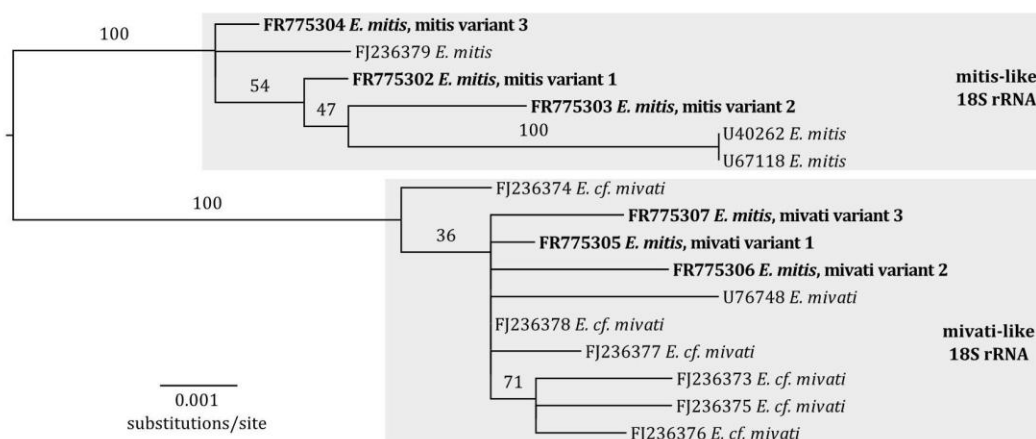 100
FR775304 E. mitis, mitis variant 3
FJ236379 E. mitis
54
FR775302 E. mitis, mitis variant 1
mitis-like
18S rRNA
47
FR775303 E. mitis, mitis variant 2
100
U40262 E. mitis
U67118 E. mitis
100
FJ236374 E. cf. mivati
36
FR775307 E. mitis, mivati variant 3
FR775305 E. mitis, mivati variant 1
FR775306 E. mitis, mivati variant 2
U76748 E. mivati
FJ236378 E. cf. mivati
mivati-like
18S rRNA
FJ236377 E. cf. mivati
71
FJ236373 E. cf. mivati
FJ236375 E. cf. mivati
FJ236376 E. cf. mivati
0.001
substitutions/site